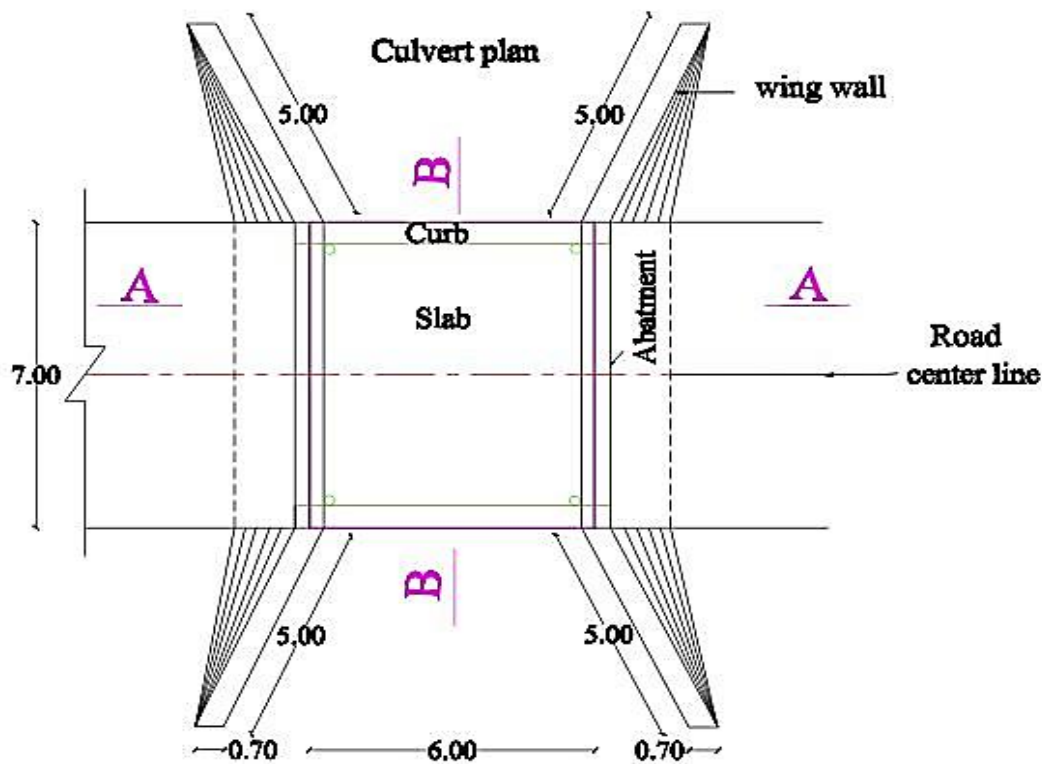 Culvert plan
5.00
5.00
wing wall
B
Curb
A
Slab
Abatment
A
Road
center line
7.00
B
5.00
5.00
0.70
6.00
0.70